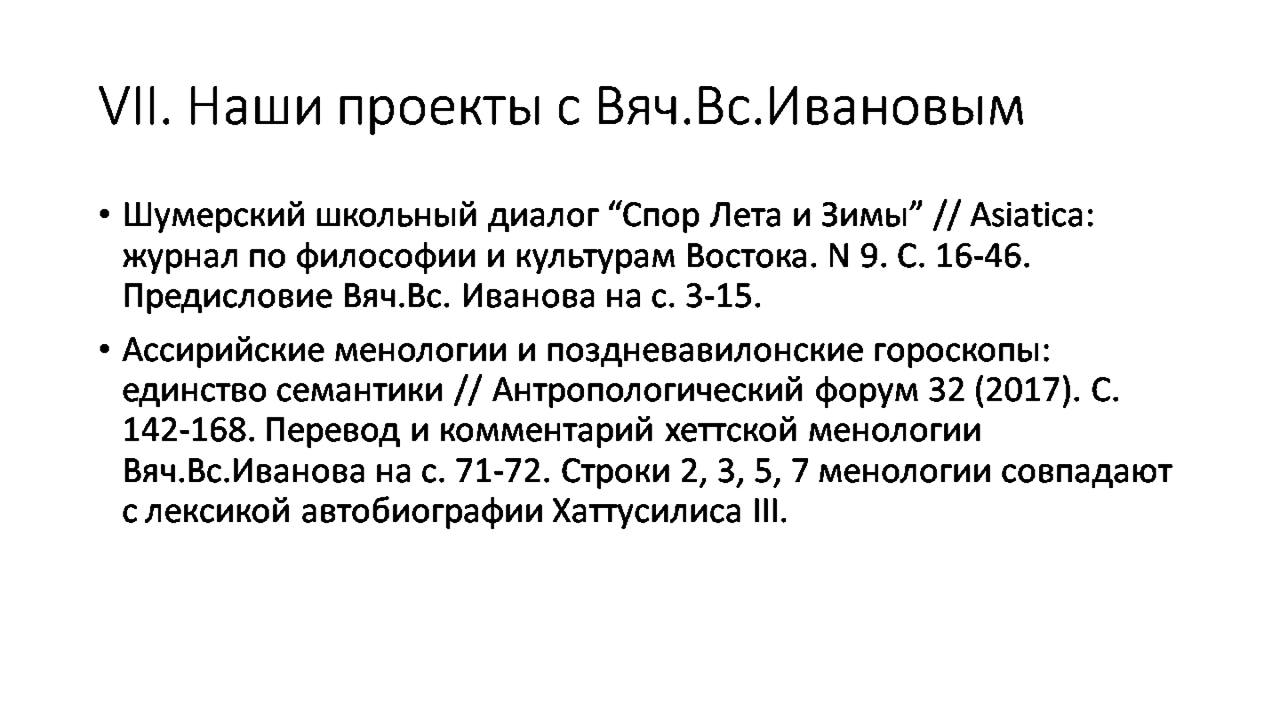 VII. Наши проекты с Вяч.Вс.Ивановым
• Шумерский школьный диалог “Спор Лета и Зимы” // Asiatica:
журнал по философии и культурам Востока. N 9. С. 16-46.
Предисловие Вяч.Вс. Иванова на с. 3-15.
• Ассирийские менологии и поздневавилонские гороскопы:
единство семантики // Антропологический форум 32 (2017). С.
142-168. Перевод и комментарий хеттской менологии
Вяч.Вс.Иванова на с. 71-72. Строки 2, 3, 5, 7 менологии совпадают
с лексикой автобиографии Хаттусилиса III.